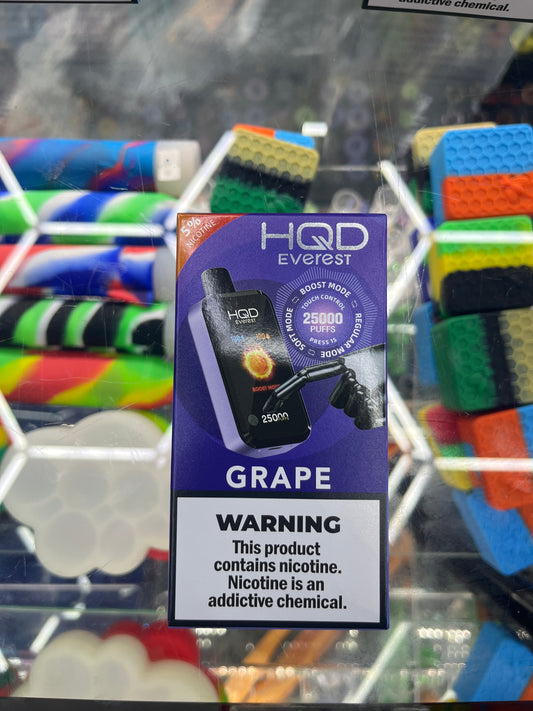 addictive chemical.
5%
NICOTINE
HQD
EVEREST
BOOST MODE
TOUCH CONTROL
25000
PUFFS
PRESS 1S
SOFT MODE
REGULAR MODE
HQD
EVEREST
BOOST MODE
25000
GRAPE
WARNING
This product
contains nicotine.
Nicotine is an
addictive chemical.